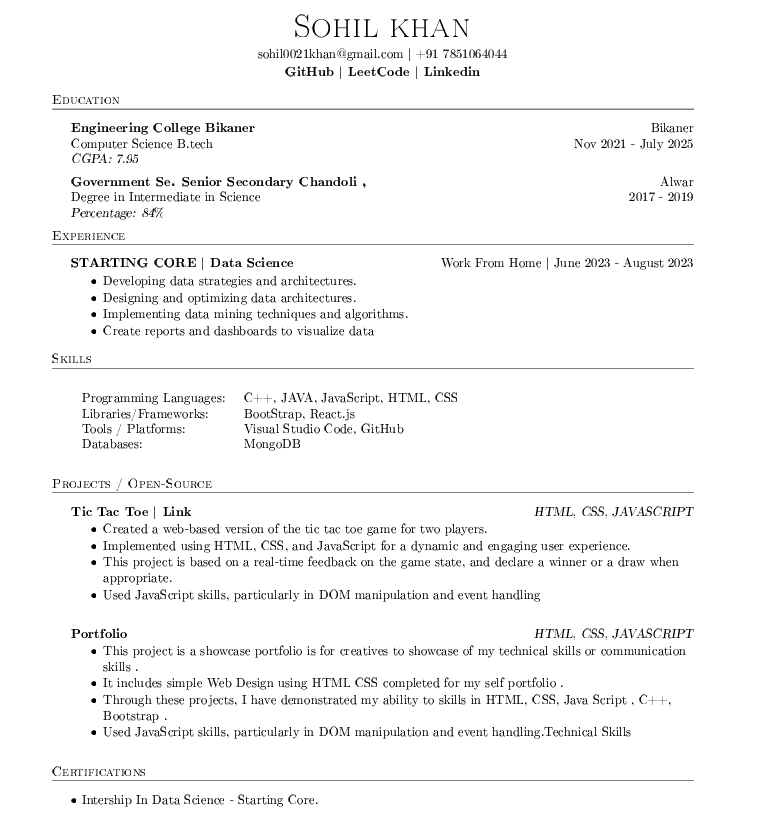 SOHIL KHAN
sohil0021khan@gmail.com | +91 7851064044
GitHub | LeetCode | Linkedin
EDUCATION
Engineering College Bikaner Bikaner
Computer Science B.tech Nov 2021 - July 2025
CGPA: 7.95
Government Se. Senior Secondary Chandoli , Alwar
Degree in Intermediate in Science 2017 - 2019
Percentage: 84%
EXPERIENCE
STARTING CORE | Data Science Work From Home | June 2023 - August 2023
• Developing data strategies and architectures.
• Designing and optimizing data architectures.
• Implementing data mining techniques and algorithms.
• Create reports and dashboards to visualize data
SKILLS
Programming Languages: C++, JAVA, JavaScript, HTML, CSS
Libraries/Frameworks: BootStrap, React.js
Tools / Platforms: Visual Studio Code, GitHub
Databases: MongoDB
PROJECTS / OPEN-SOURCE
Tic Tac Toe | Link HTML, CSS, JAVASCRIPT
• Created a web-based version of the tic tac toe game for two players.
• Implemented using HTML, CSS, and JavaScript for a dynamic and engaging user experience.
• This project is based on a real-time feedback on the game state, and declare a winner or a draw when
appropriate.
• Used JavaScript skills, particularly in DOM manipulation and event handling
Portfolio HTML, CSS, JAVASCRIPT
• This project is a showcase portfolio is for creatives to showcase of my technical skills or communication
skills .
• It includes simple Web Design using HTML CSS completed for my self portfolio .
• Through these projects, I have demonstrated my ability to skills in HTML, CSS, Java Script , C++,
Bootstrap .
• Used JavaScript skills, particularly in DOM manipulation and event handling.Technical Skills
CERTIFICATIONS
• Intership In Data Science - Starting Core.